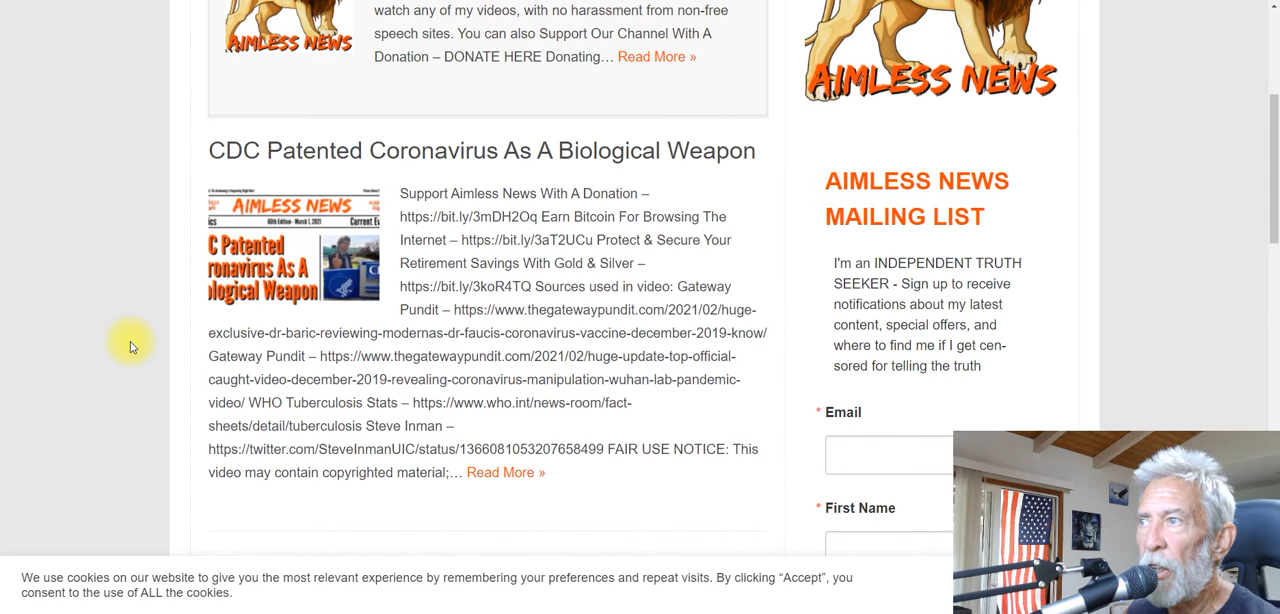 watch any of my videos, with no harassment from non-free
speech sites. You can also Support Our Channel With A
Donation – DONATE HERE Donating… Read More »
AIMLESS NEWS
CDC Patented Coronavirus As A Biological Weapon
AIMLESS NEWS
60th Edition - March 1, 2021
Current E
C Patented
ronavirus As A
logical Weapon
Support Aimless News With A Donation –
https://bit.ly/3mDH2Oq Earn Bitcoin For Browsing The
Internet – https://bit.ly/3aT2UCu Protect & Secure Your
Retirement Savings With Gold & Silver –
https://bit.ly/3koR4TQ Sources used in video: Gateway
Pundit – https://www.thegatewaypundit.com/2021/02/huge-
exclusive-dr-baric-reviewing-modernas-dr-faucis-coronavirus-vaccine-december-2019-know/
Gateway Pundit – https://www.thegatewaypundit.com/2021/02/huge-update-top-official-
caught-video-december-2019-revealing-coronavirus-manipulation-wuhan-lab-pandemic-
video/ WHO Tuberculosis Stats – https://www.who.int/news-room/fact-
sheets/detail/tuberculosis Steve Inman –
https://twitter.com/SteveInmanUIC/status/1366081053207658499 FAIR USE NOTICE: This
video may contain copyrighted material;… Read More »
AIMLESS NEWS
AIMLESS NEWS
MAILING LIST
I'm an INDEPENDENT TRUTH
SEEKER - Sign up to receive
notifications about my latest
content, special offers, and
where to find me if I get cen-
sored for telling the truth
* Email
* First Name
We use cookies on our website to give you the most relevant experience by remembering your preferences and repeat visits. By clicking “Accept”, you
consent to the use of ALL the cookies.